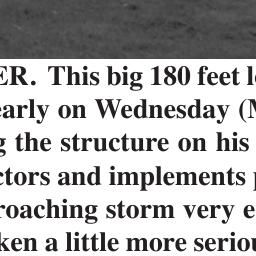 ER. This big 180 feet l
early on Wednesday (M
g the structure on his
ctors and implements p
roaching storm very e
ken a little more seriou